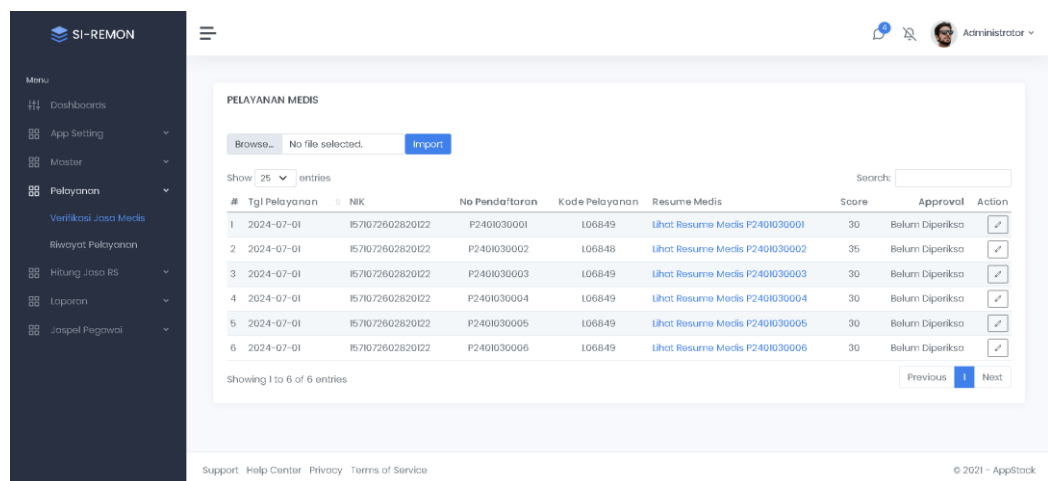 SI-REMON
4
Administrator
Menu
Dashboards
App Setting
Master
Pelayanan
Verifikasi Jasa Medis
Riwayat Pelayanan
Hitung Jasa RS
Laporan
Jaspel Pegawai
PELAYANAN MEDIS
Browse... No file selected. Import
Show 25 entries Search:
# Tgl Pelayanan NIK No Pendaftaran Kode Pelayanan Resume Medis Score Approval Action
1 2024-07-01 1571072602820122 P2401030001 L06849 Lihat Resume Medis P2401030001 30 Belum Diperiksa
2 2024-07-01 1571072602820122 P2401030002 L06848 Lihat Resume Medis P2401030002 35 Belum Diperiksa
3 2024-07-01 1571072602820122 P2401030003 L06849 Lihat Resume Medis P2401030003 30 Belum Diperiksa
4 2024-07-01 1571072602820122 P2401030004 L06849 Lihat Resume Medis P2401030004 30 Belum Diperiksa
5 2024-07-01 1571072602820122 P2401030005 L06849 Lihat Resume Medis P2401030005 30 Belum Diperiksa
6 2024-07-01 1571072602820122 P2401030006 L06849 Lihat Resume Medis P2401030006 30 Belum Diperiksa
Showing 1 to 6 of 6 entries Previous 1 Next
Support Help Center Privacy Terms of Service © 2021 - AppStack